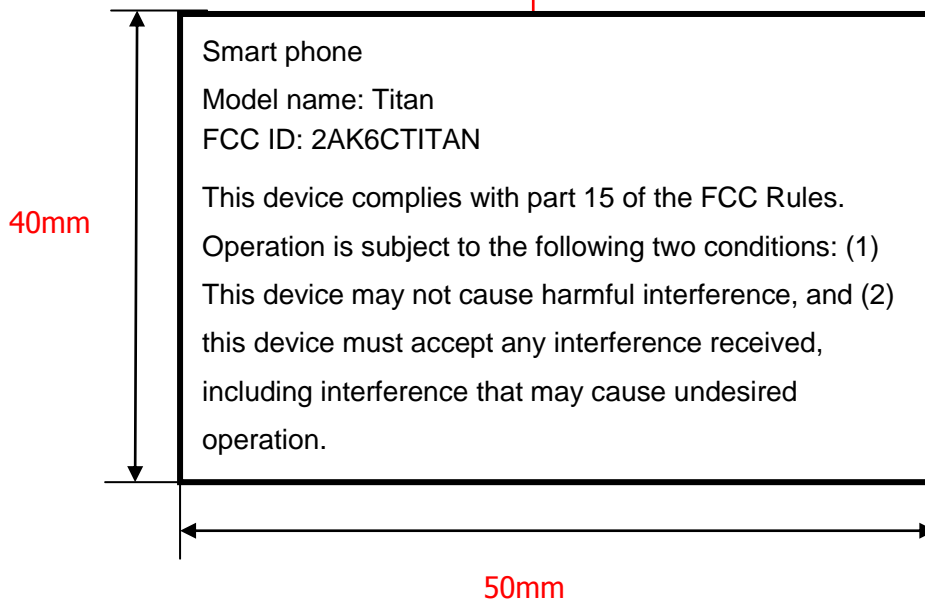 Smart phone
Model name: Titan
FCC ID: 2AK6CTITAN
This device complies with part 15 of the FCC Rules.
Operation is subject to the following two conditions: (1)
This device may not cause harmful interference, and (2)
this device must accept any interference received,
including interference that may cause undesired
operation.
40mm
50mm